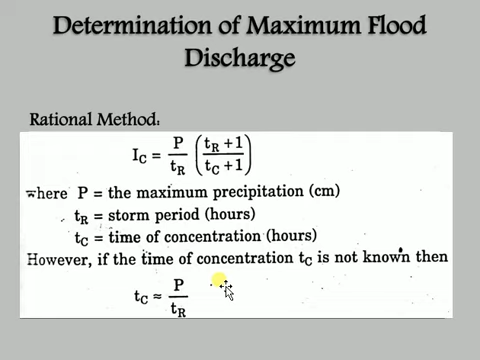 Determination of Maximum Flood
Discharge
Rational Method:
I_C = P/t_R ( (t_R + 1)/(t_C + 1) )
where P = the maximum precipitation (cm)
t_R = storm period (hours)
t_C = time of concentration (hours)
However, if the time of concentration t_C is not known then
t_C ≈ P/t_R